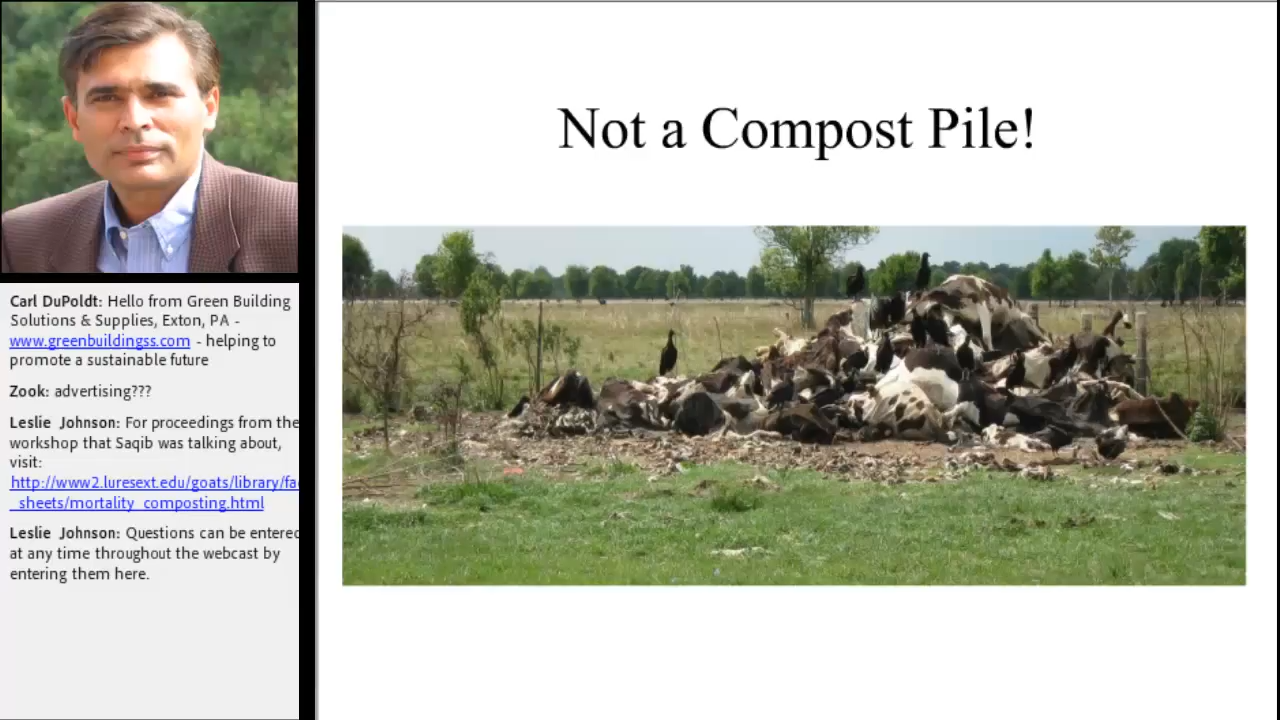 Not a Compost Pile!
Carl DuPoldt: Hello from Green Building
Solutions & Supplies, Exton, PA -
www.greenbuildingss.com - helping to
promote a sustainable future
Zook: advertising???
Leslie Johnson: For proceedings from the
workshop that Saqib was talking about,
visit:
http://www2.luresext.edu/goats/library/fa
_sheets/mortality_composting.html
Leslie Johnson: Questions can be entered
at any time throughout the webcast by
entering them here.